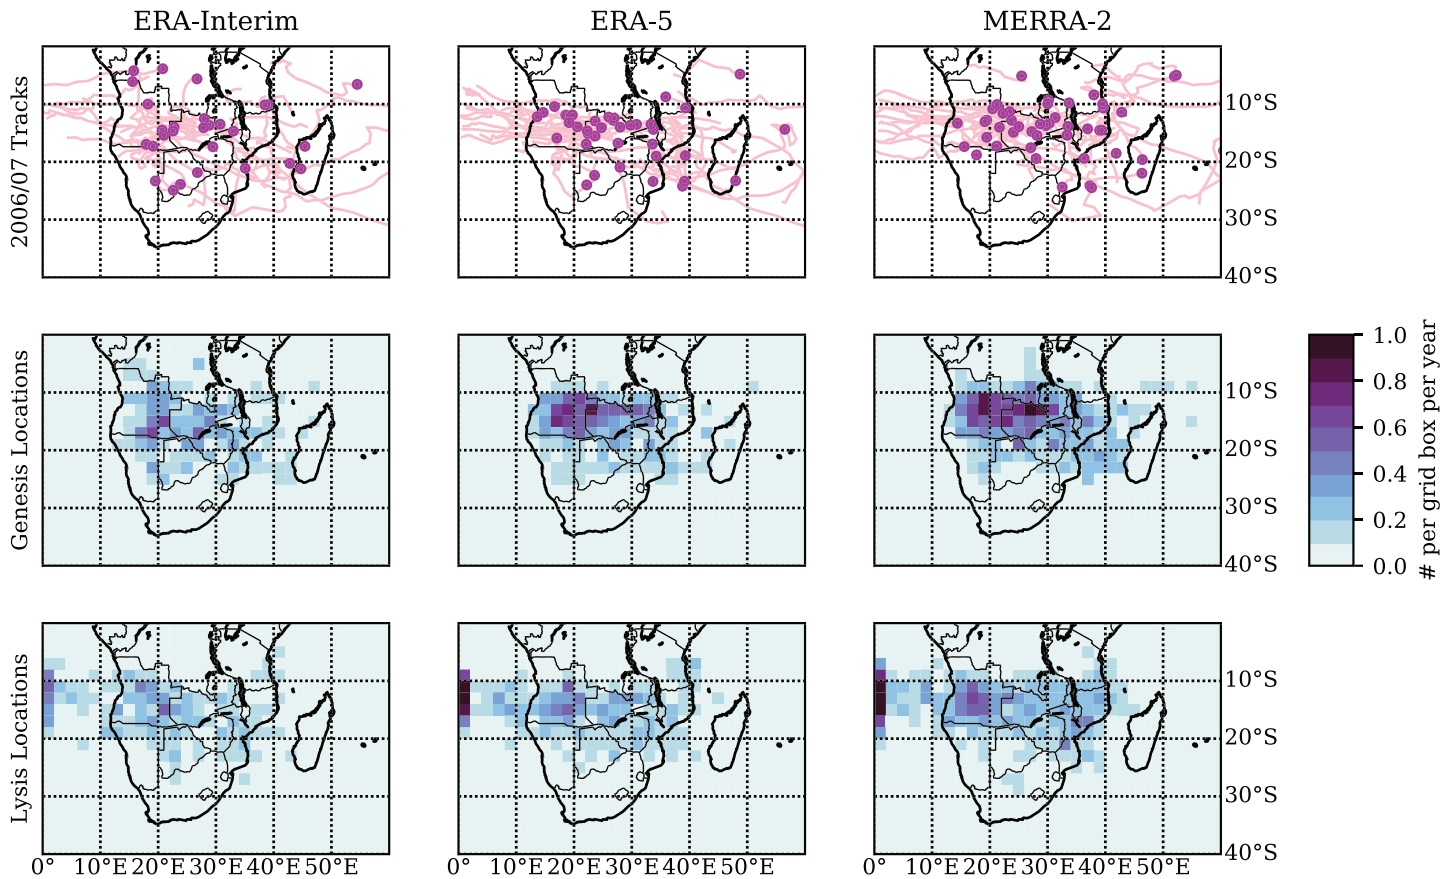 ERA-Interim ERA-5 MERRA-2
2006/07 Tracks
10°S
20°S
30°S
40°S
Genesis Locations
10°S
20°S
30°S
40°S
1.0
0.8
0.6
0.4
0.2
0.0
# per grid box per year
Lysis Locations
10°S
20°S
30°S
40°S
0° 10°E 20°E 30°E 40°E 50°E 0° 10°E 20°E 30°E 40°E 50°E 0° 10°E 20°E 30°E 40°E 50°E